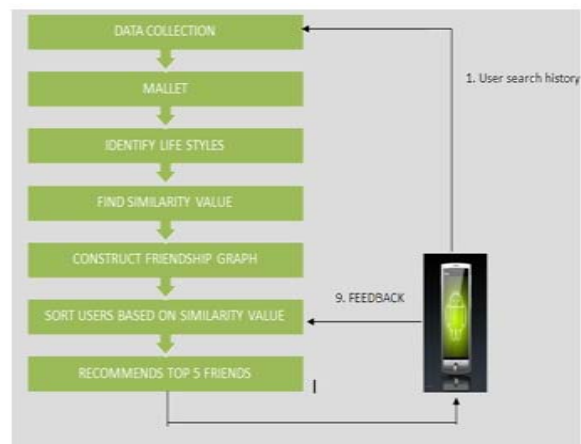 DATA COLLECTION
1. User search history
MALLET
IDENTIFY LIFE STYLES
FIND SIMILARITY VALUE
CONSTRUCT FRIENDSHIP GRAPH
9. FEEDBACK
SORT USERS BASED ON SIMILARITY VALUE
RECOMMENDS TOP 5 FRIENDS